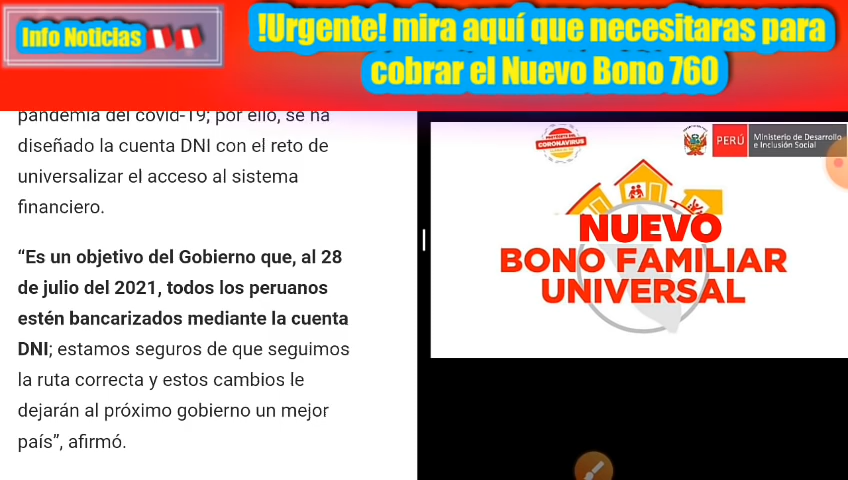 Info Noticias
!Urgente! mira aquí que necesitaras para
cobrar el Nuevo Bono 760
pandemia del covid-19; por ello, se ha
diseñado la cuenta DNI con el reto de
universalizar el acceso al sistema
financiero.
“Es un objetivo del Gobierno que, al 28
de julio del 2021, todos los peruanos
estén bancarizados mediante la cuenta
DNI; estamos seguros de que seguimos
la ruta correcta y estos cambios le
dejarán al próximo gobierno un mejor
país”, afirmó.
CORONAVIRUS
PERÚ
Ministerio de Desarrollo
e Inclusión Social
NUEVO
BONO FAMILIAR
UNIVERSAL